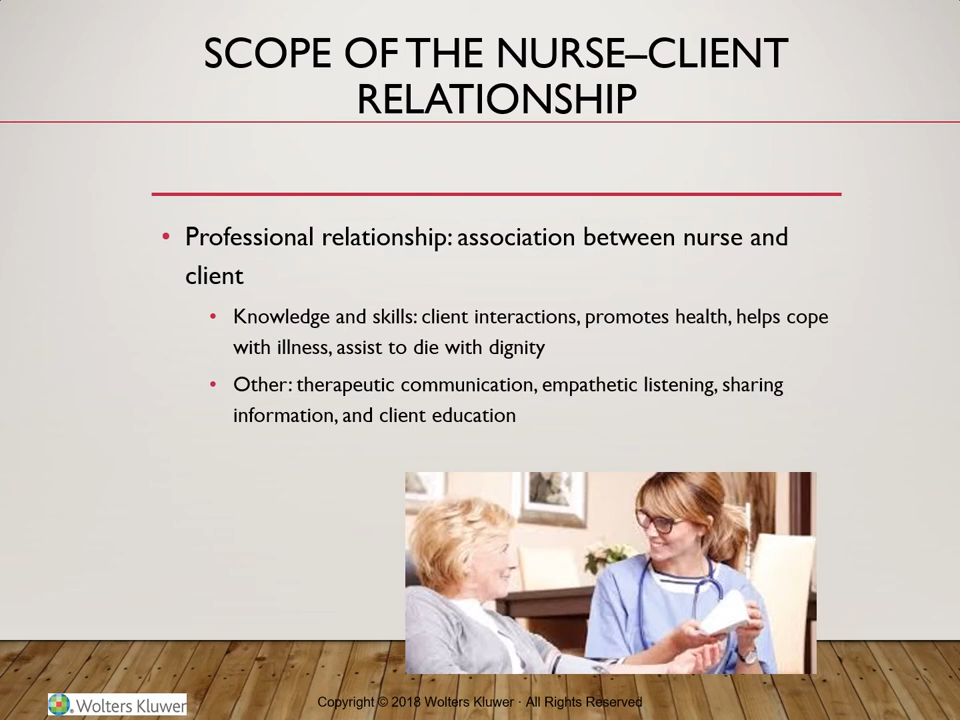 SCOPE OF THE NURSE–CLIENT
RELATIONSHIP
• Professional relationship: association between nurse and
client
• Knowledge and skills: client interactions, promotes health, helps cope
with illness, assist to die with dignity
• Other: therapeutic communication, empathetic listening, sharing
information, and client education
Wolters Kluwer
Copyright © 2018 Wolters Kluwer · All Rights Reserved